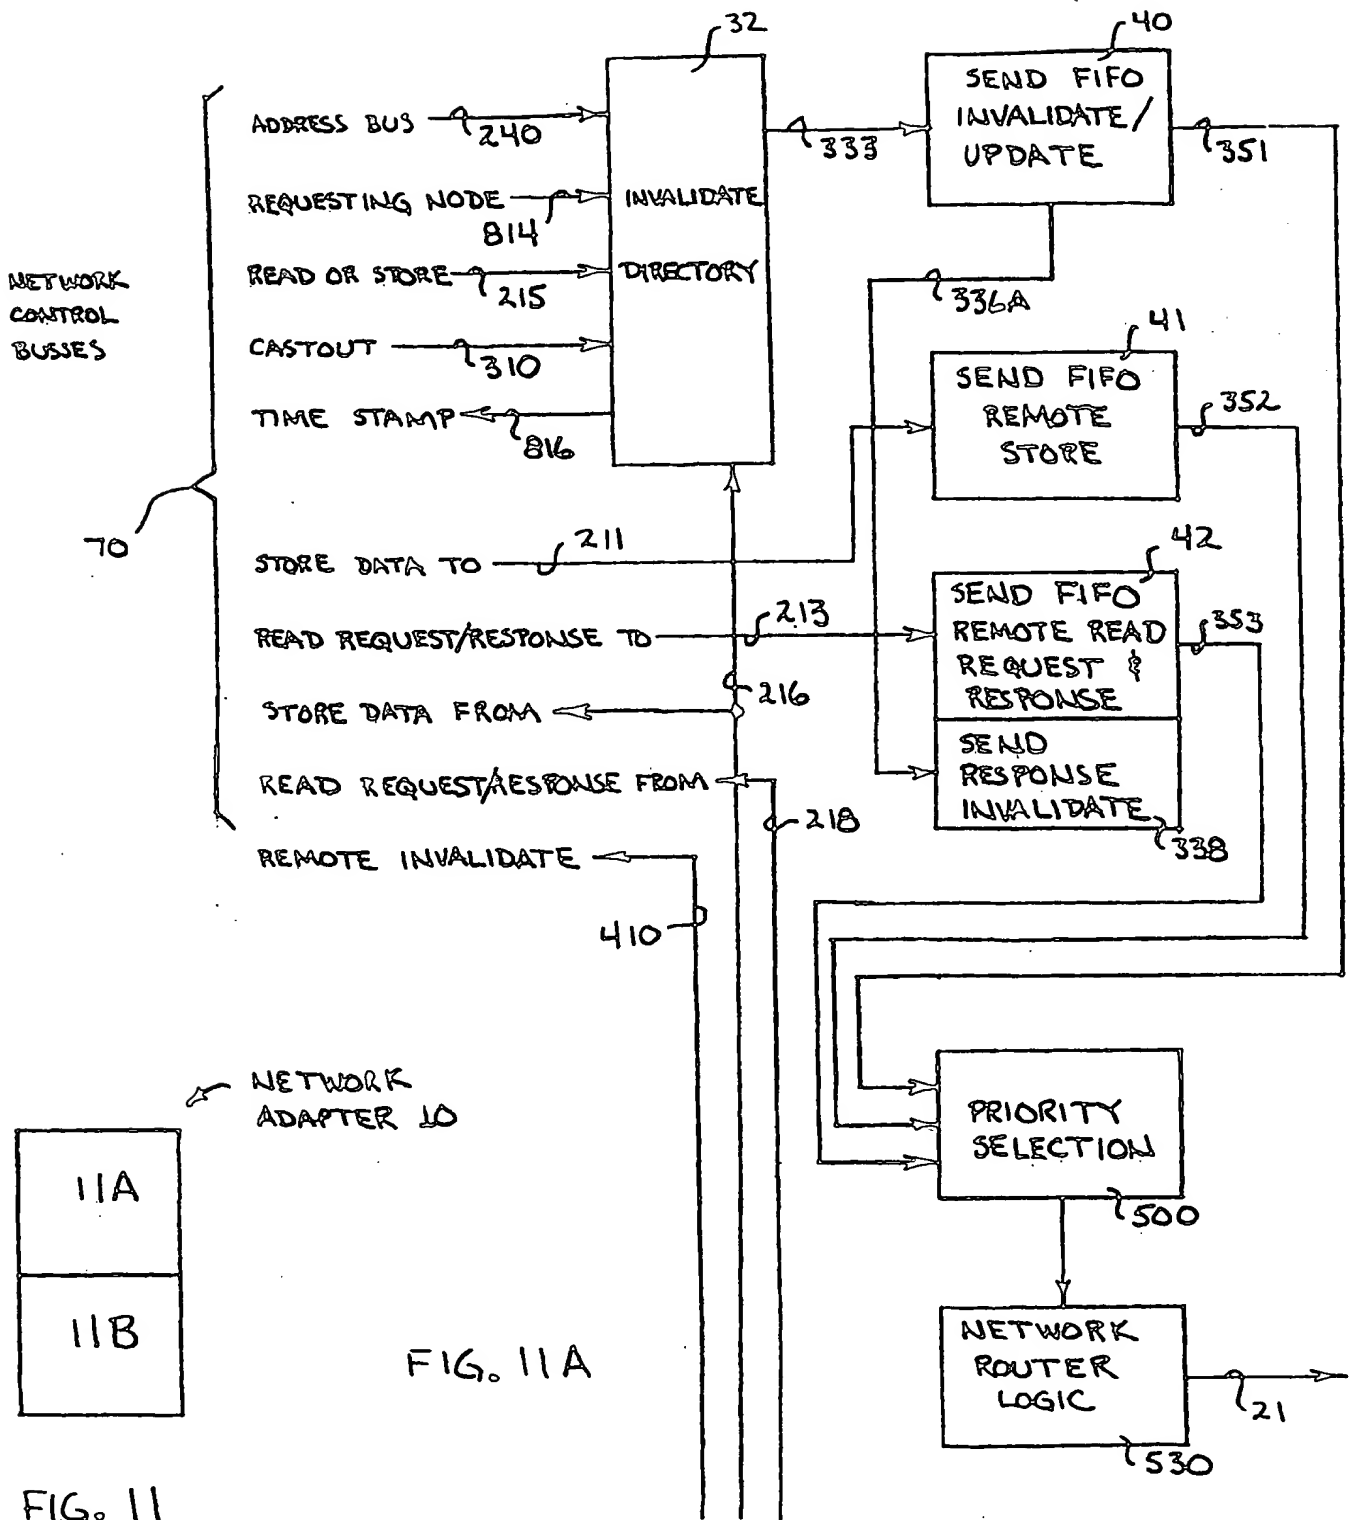 32
40
SEND FIFO
INVALIDATE/
UPDATE
ADDRESS BUS
240
333
351
REQUESTING NODE
814
INVALIDATE
DIRECTORY
READ OR STORE
215
336A
NETWORK
CONTROL
BUSSES
CASTOUT
310
41
SEND FIFO
REMOTE
STORE
352
TIME STAMP
816
70
STORE DATA TO
211
42
SEND FIFO
REMOTE READ
REQUEST &
RESPONSE
353
READ REQUEST/RESPONSE TO
213
216
STORE DATA FROM
SEND
RESPONSE
INVALIDATE
338
READ REQUEST/RESPONSE FROM
218
REMOTE INVALIDATE
410
NETWORK
ADAPTER 10
PRIORITY
SELECTION
500
11A
11B
NETWORK
ROUTER
LOGIC
21
530
FIG. 11A
FIG. 11